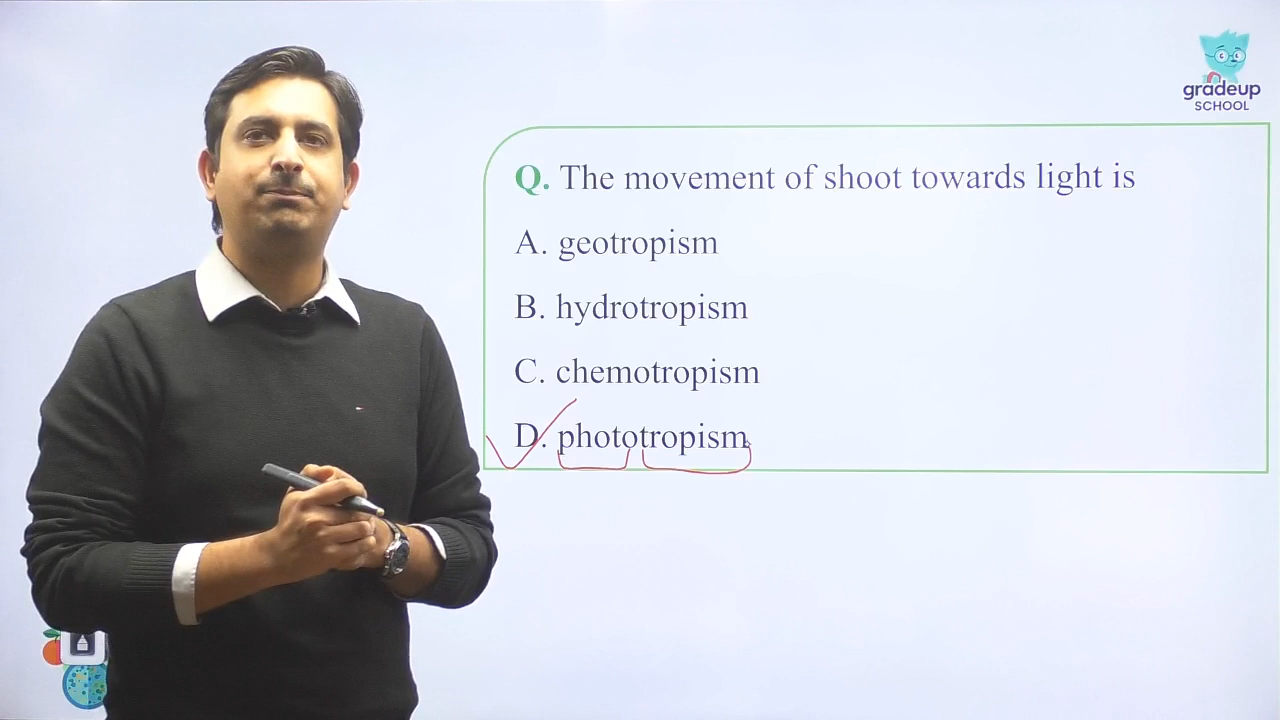 gradeup
SCHOOL
Q. The movement of shoot towards light is
A. geotropism
B. hydrotropism
C. chemotropism
D. phototropism